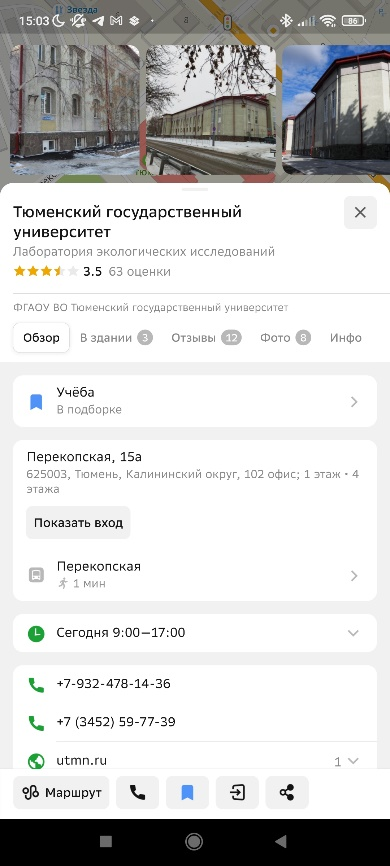 15:03
86
Звезда
8
Тюменский государственный
университет
Лаборатория экологических исследований
3.5 63 оценки
ФГАОУ ВО Тюменский государственный университет
Обзор В здании 3 Отзывы 12 Фото 8 Инфо
Учёба
В подборке
Перекопская, 15а
625003, Тюмень, Калининский округ, 102 офис; 1 этаж • 4
этажа
Показать вход
Перекопская
1 мин
Сегодня 9:00—17:00
+7-932-478-14-36
+7 (3452) 59-77-39
utmn.ru 1
Маршрут